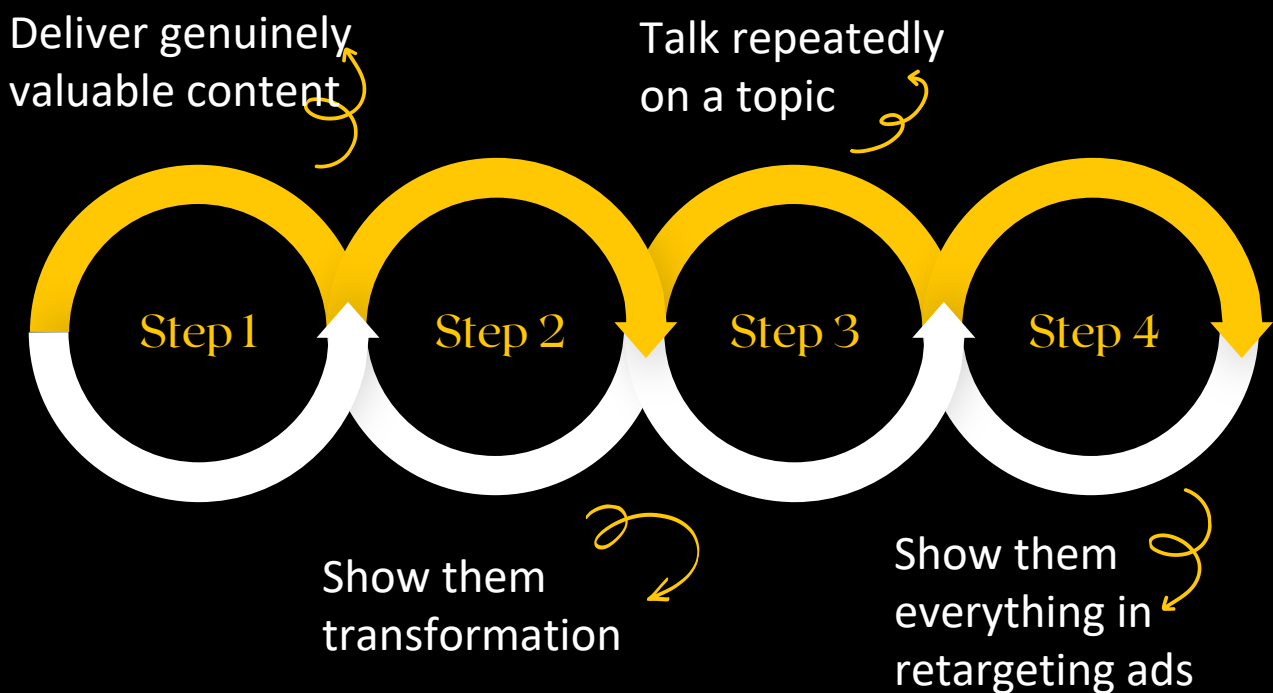 Deliver genuinely
valuable content
Talk repeatedly
on a topic
Step 1
Step 2
Step 3
Step 4
Show them
transformation
Show them
everything in
retargeting ads